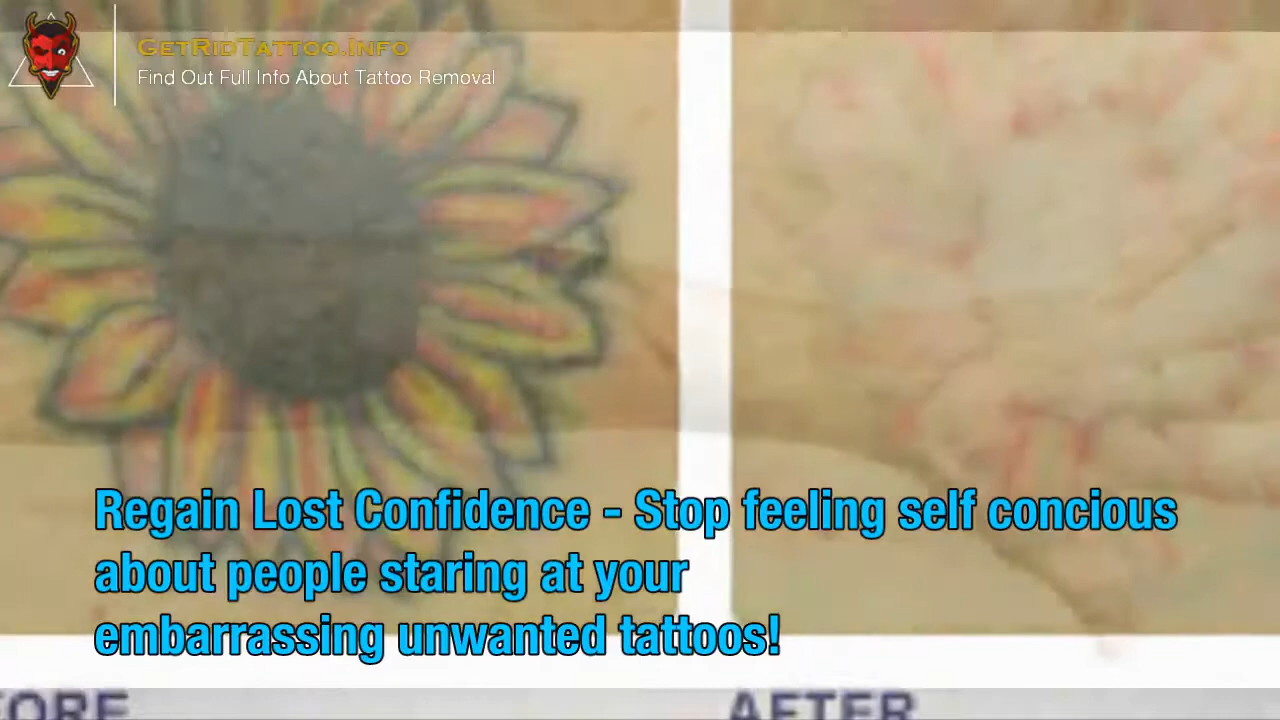 GetRidTattoo.Info
Find Out Full Info About Tattoo Removal
Regain Lost Confidence - Stop feeling self concious
about people staring at your
embarrassing unwanted tattoos!
FORE AFTER